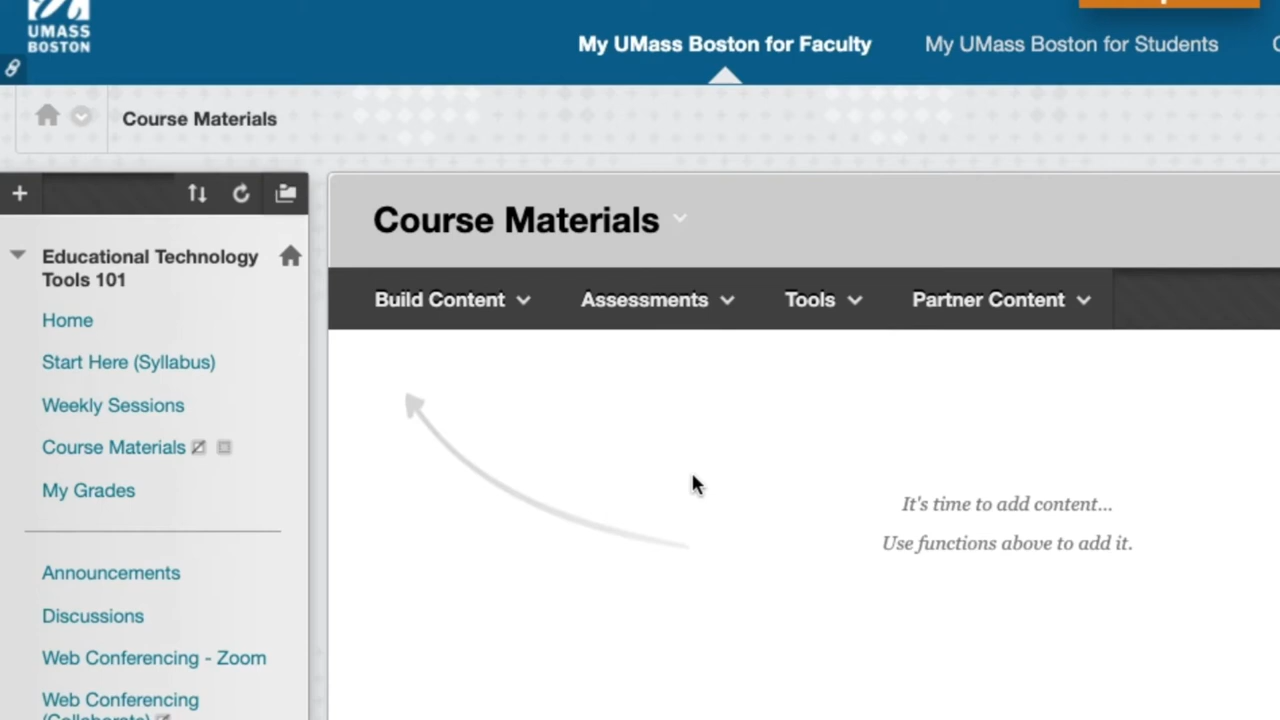 UMASS
BOSTON
My UMass Boston for Faculty
My UMass Boston for Students
Course Materials
Educational Technology
Tools 101
Home
Start Here (Syllabus)
Weekly Sessions
Course Materials
My Grades
Announcements
Discussions
Web Conferencing - Zoom
Web Conferencing
(Collaborate)
Course Materials
Build Content
Assessments
Tools
Partner Content
It's time to add content...
Use functions above to add it.